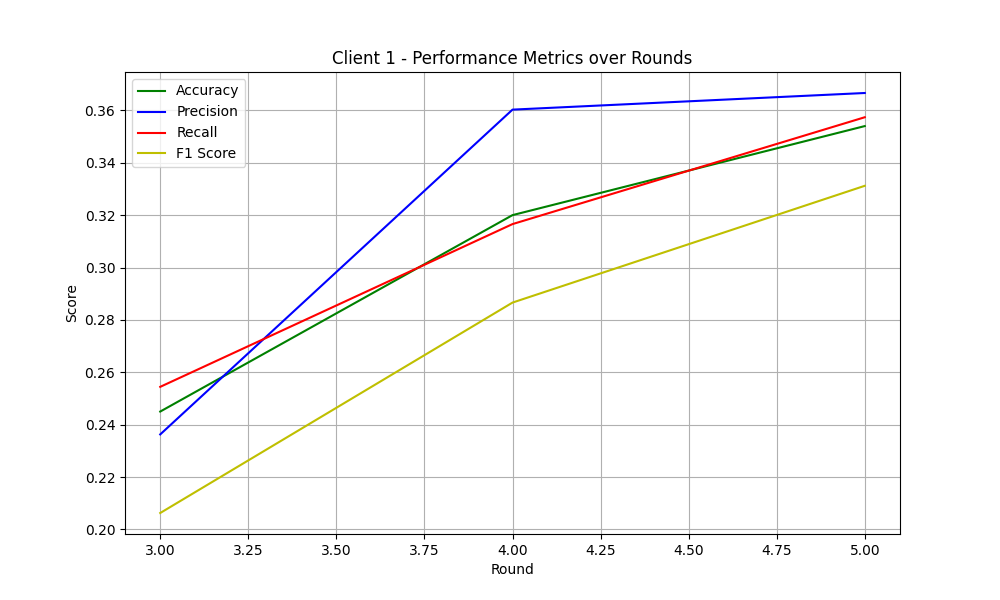 Client 1 - Performance Metrics over Rounds
Accuracy
Precision
Recall
F1 Score
0.36
0.34
0.32
0.30
0.28
0.26
0.24
0.22
0.20
Score
3.00 3.25 3.50 3.75 4.00 4.25 4.50 4.75 5.00
Round